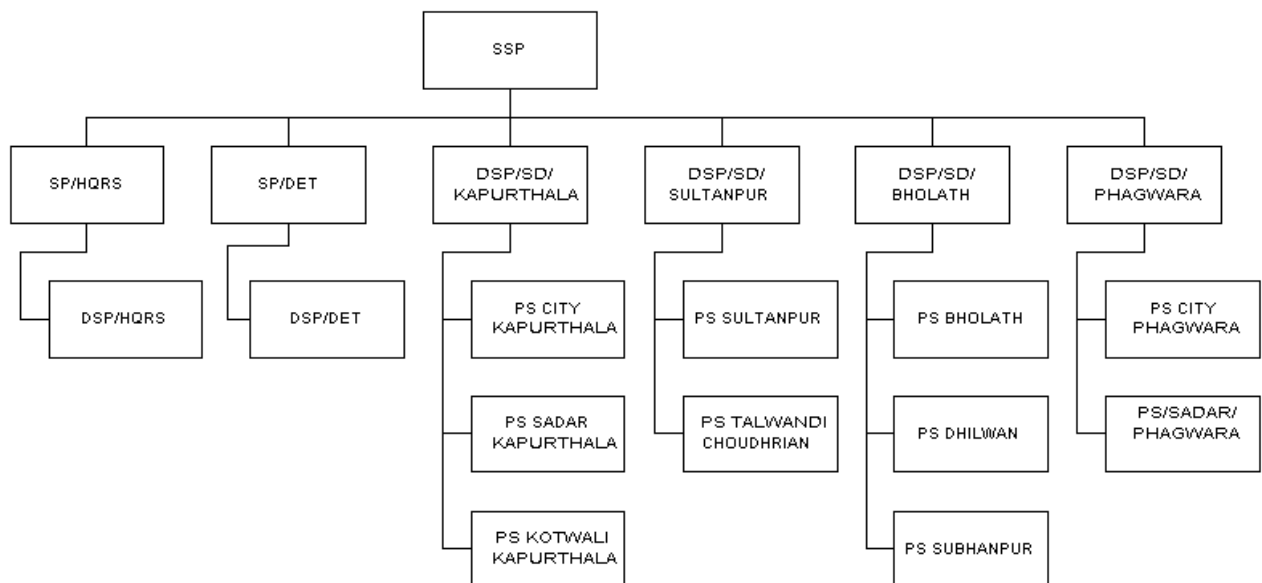 SSP
SP/HQRS
SP/DET
DSP/SD/
KAPURTHALA
DSP/SD/
SULTANPUR
DSP/SD/
BHOLATH
DSP/SD/
PHAGWARA
DSP/HQRS
DSP/DET
PS CITY
KAPURTHALA
PS SULTANPUR
PS BHOLATH
PS CITY
PHAGWARA
PS SADAR
KAPURTHALA
PS TALWANDI
CHOUDHRIAN
PS DHILWAN
PS/SADAR/
PHAGWARA
PS KOTWALI
KAPURTHALA
PS SUBHANPUR